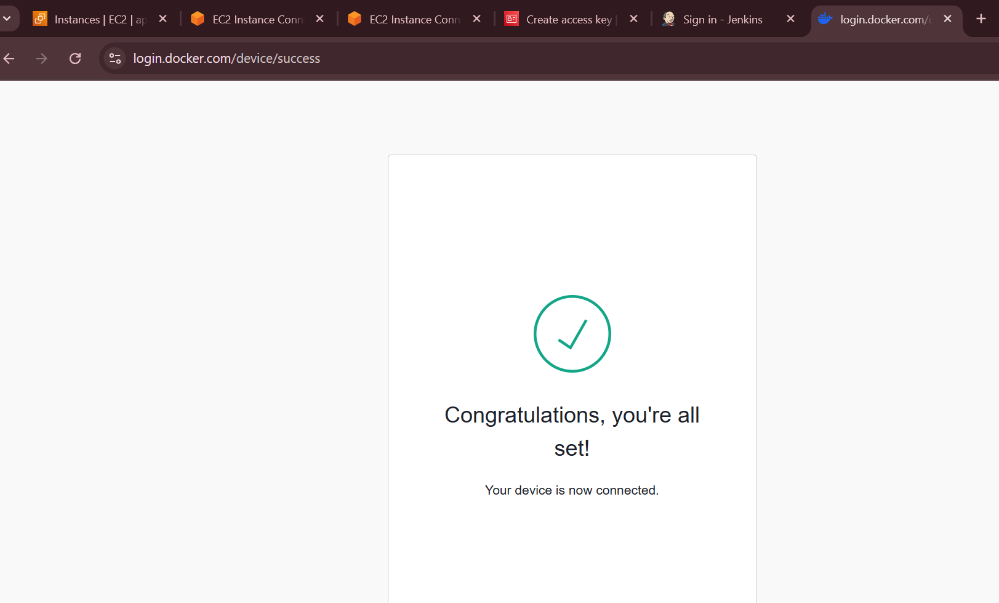 Instances | EC2 | ap
EC2 Instance Conn
EC2 Instance Conn
Create access key |
Sign in - Jenkins
login.docker.com/
login.docker.com/device/success
Congratulations, you're all
set!
Your device is now connected.